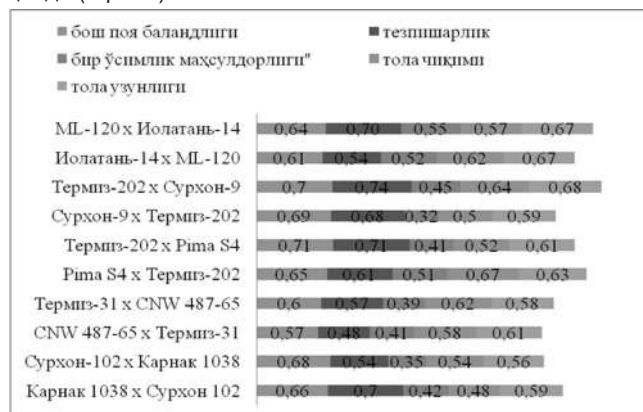 ■ бош поя баландлиги ■ тезпишарлик
■ бир ўсимлик маҳсулдорлиги" ■ тола чиқими
■ тола узунлиги
ML-120 х Иолатань-14 0,64 0,70 0,55 0,57 0,67
Иолатань-14 х ML-120 0,61 0,54 0,52 0,62 0,67
Термиз-202 х Сурхон-9 0,7 0,74 0,45 0,64 0,68
Сурхон-9 х Термиз-202 0,69 0,68 0,32 0,5 0,59
Термиз-202 х Pima S4 0,71 0,71 0,41 0,52 0,61
Pima S4 х Термиз-202 0,65 0,61 0,51 0,67 0,63
Термиз-31 х CNW 487-65 0,6 0,57 0,39 0,62 0,58
CNW 487-65 х Термиз-31 0,57 0,48 0,41 0,58 0,61
Сурхон-102 х Карнак 1038 0,68 0,54 0,35 0,54 0,56
Карнак 1038 х Сурхон 102 0,66 0,7 0,42 0,48 0,59